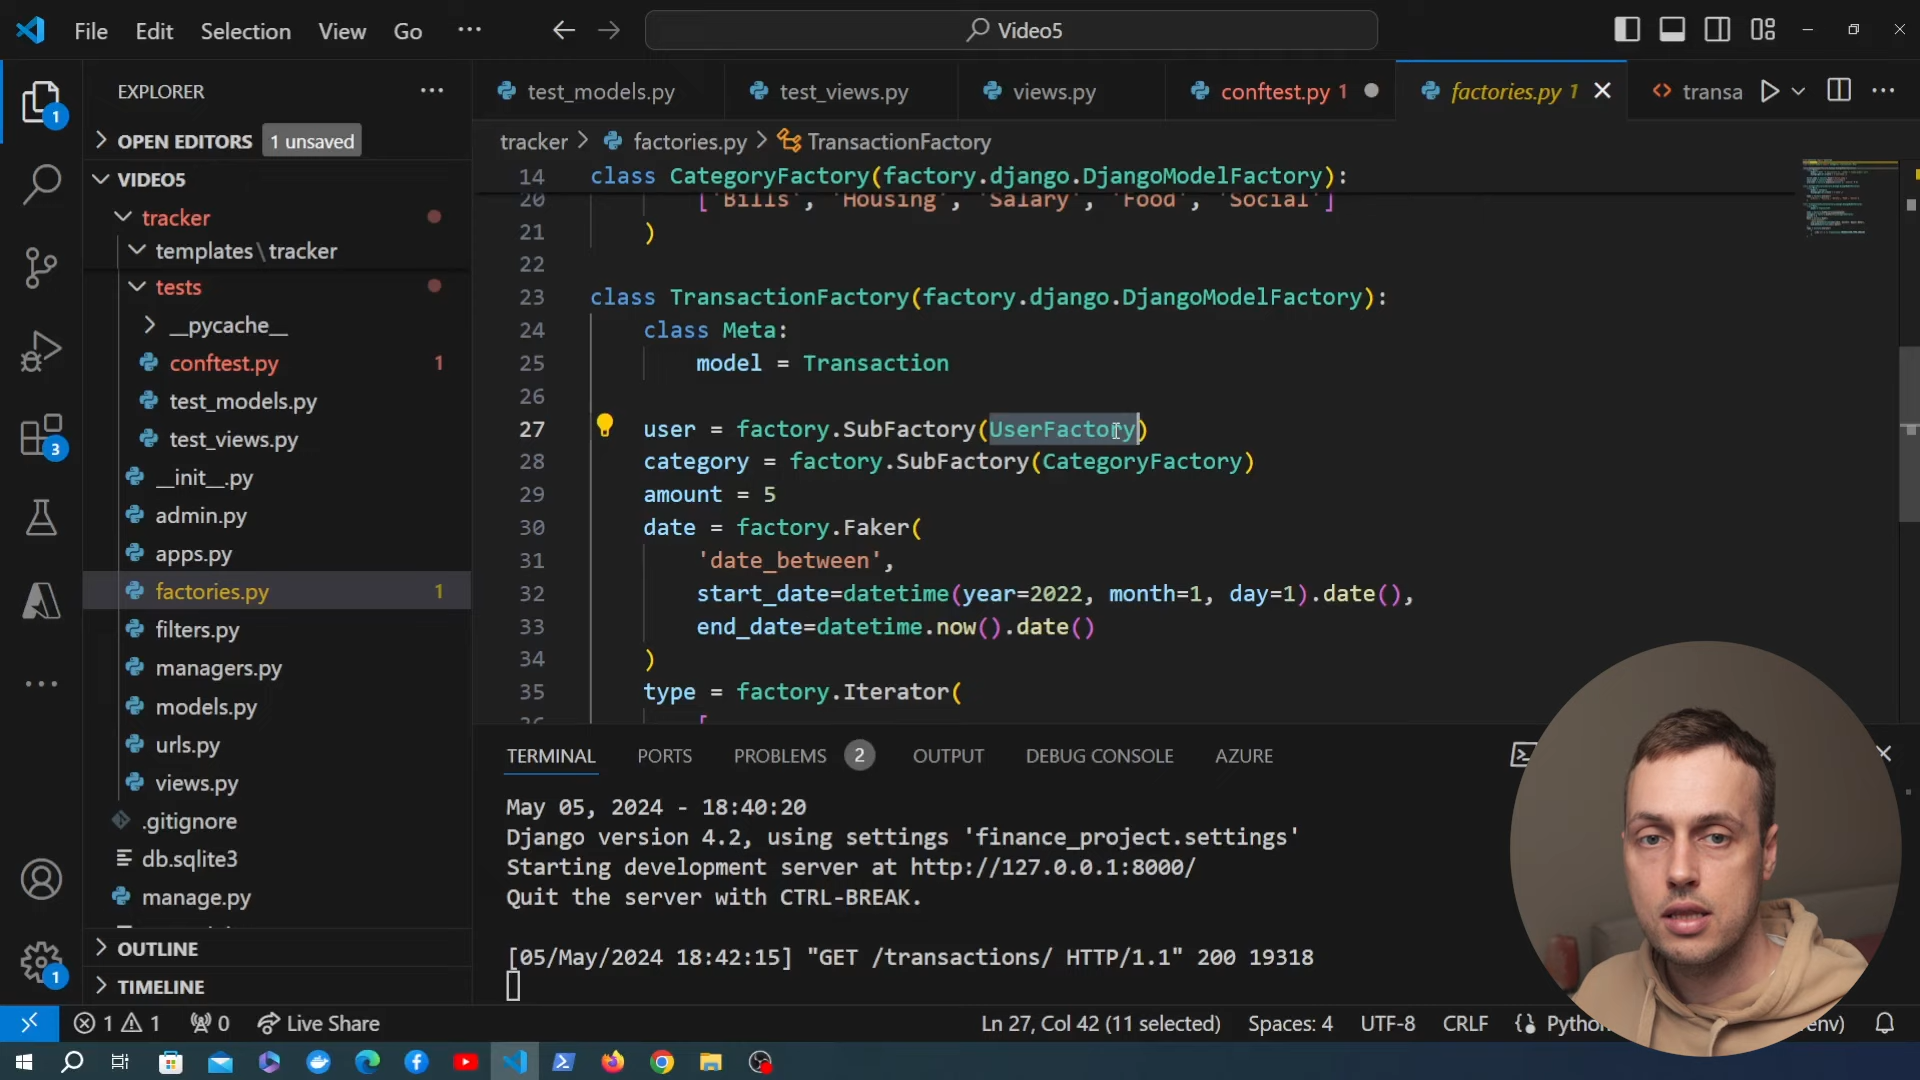 File Edit Selection View Go ··· Video5
EXPLORER ···
OPEN EDITORS 1 unsaved
VIDEO5
tracker
templates\tracker
tests
__pycache__
conftest.py 1
test_models.py
test_views.py
__init__.py
admin.py
apps.py
factories.py 1
filters.py
managers.py
models.py
urls.py
views.py
.gitignore
db.sqlite3
manage.py
OUTLINE
TIMELINE
1
3
1
test_models.py test_views.py views.py conftest.py 1 factories.py 1 transa
tracker > factories.py > TransactionFactory
14 class CategoryFactory(factory.django.DjangoModelFactory):
20 ['Bills', 'Housing', 'Salary', 'Food', 'Social']
21 )
22
23 class TransactionFactory(factory.django.DjangoModelFactory):
24 class Meta:
25 model = Transaction
26
27 user = factory.SubFactory(UserFactory)
28 category = factory.SubFactory(CategoryFactory)
29 amount = 5
30 date = factory.Faker(
31 'date_between',
32 start_date=datetime(year=2022, month=1, day=1).date(),
33 end_date=datetime.now().date()
34 )
35 type = factory.Iterator(
36 [
TERMINAL PORTS PROBLEMS 2 OUTPUT DEBUG CONSOLE AZURE
May 05, 2024 - 18:40:20
Django version 4.2, using settings 'finance_project.settings'
Starting development server at http://127.0.0.1:8000/
Quit the server with CTRL-BREAK.
[05/May/2024 18:42:15] "GET /transactions/ HTTP/1.1" 200 19318
1 1 0 Live Share Ln 27, Col 42 (11 selected) Spaces: 4 UTF-8 CRLF Pytho env)